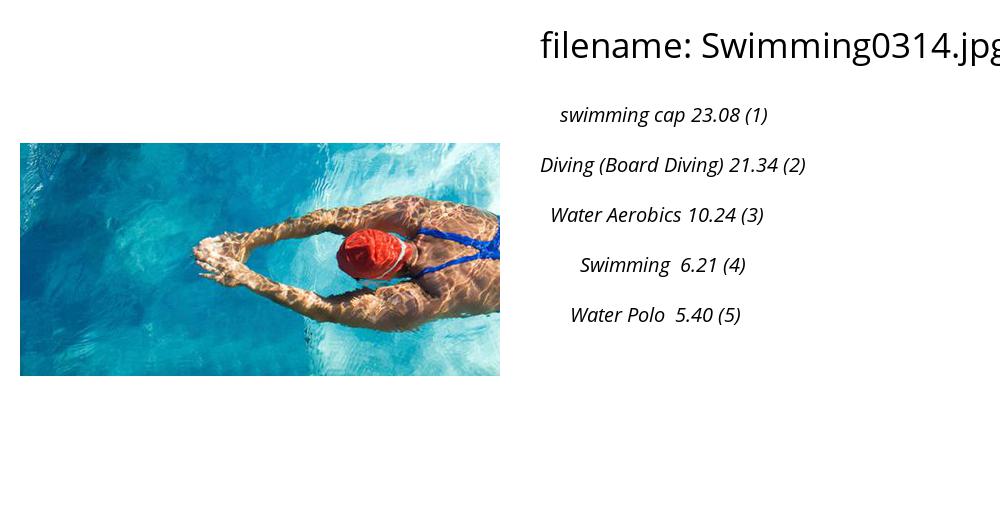 filename: Swimming0314.jpg
swimming cap 23.08 (1)
Diving (Board Diving) 21.34 (2)
Water Aerobics 10.24 (3)
Swimming 6.21 (4)
Water Polo 5.40 (5)